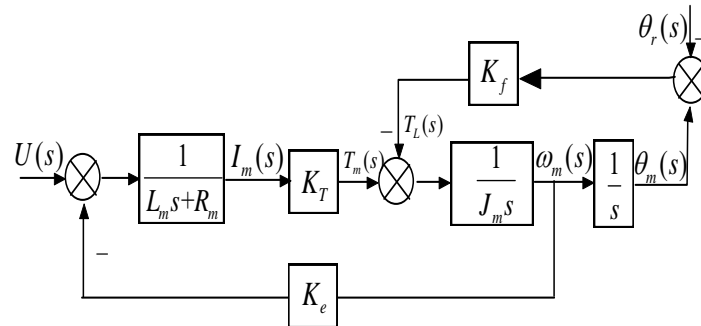 θ_r(s)
−
K_f
−
T_L(s)
U(s)
1
L_m s+R_m
I_m(s)
K_T
T_m(s)
1
J_m s
ω_m(s)
1
s
θ_m(s)
−
K_e